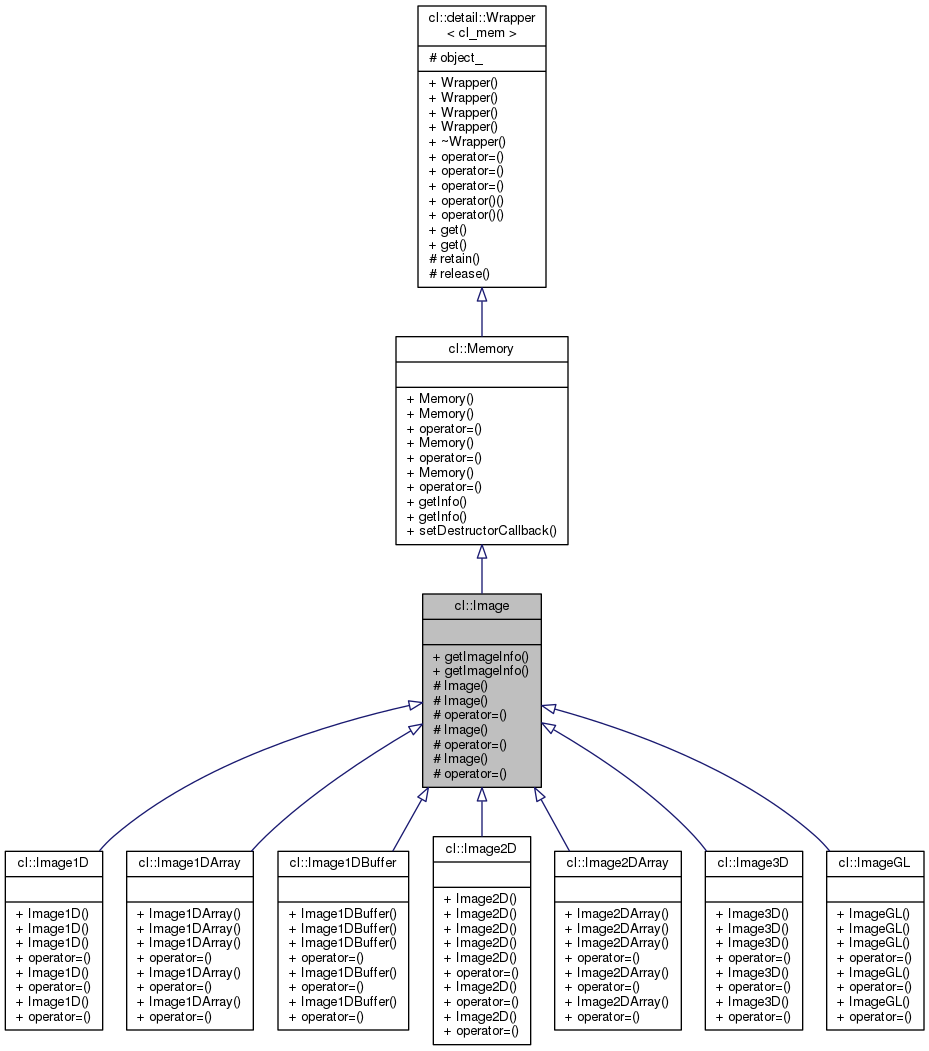 cl::detail::Wrapper
< cl_mem >
# object_
+ Wrapper()
+ Wrapper()
+ Wrapper()
+ Wrapper()
+ ~Wrapper()
+ operator=()
+ operator=()
+ operator=()
+ operator()()
+ operator()()
+ get()
+ get()
# retain()
# release()
cl::Memory
+ Memory()
+ Memory()
+ operator=()
+ Memory()
+ operator=()
+ Memory()
+ operator=()
+ getInfo()
+ getInfo()
+ setDestructorCallback()
cl::Image
+ getImageInfo()
+ getImageInfo()
# Image()
# Image()
# operator=()
# Image()
# operator=()
# Image()
# operator=()
cl::Image1D
+ Image1D()
+ Image1D()
+ Image1D()
+ operator=()
+ Image1D()
+ operator=()
+ Image1D()
+ operator=()
cl::Image1DArray
+ Image1DArray()
+ Image1DArray()
+ Image1DArray()
+ operator=()
+ Image1DArray()
+ operator=()
+ Image1DArray()
+ operator=()
cl::Image1DBuffer
+ Image1DBuffer()
+ Image1DBuffer()
+ Image1DBuffer()
+ operator=()
+ Image1DBuffer()
+ operator=()
+ Image1DBuffer()
+ operator=()
cl::Image2D
+ Image2D()
+ Image2D()
+ Image2D()
+ Image2D()
+ Image2D()
+ operator=()
+ Image2D()
+ operator=()
+ Image2D()
+ operator=()
cl::Image2DArray
+ Image2DArray()
+ Image2DArray()
+ Image2DArray()
+ operator=()
+ Image2DArray()
+ operator=()
+ Image2DArray()
+ operator=()
cl::Image3D
+ Image3D()
+ Image3D()
+ Image3D()
+ operator=()
+ Image3D()
+ operator=()
+ Image3D()
+ operator=()
cl::ImageGL
+ ImageGL()
+ ImageGL()
+ ImageGL()
+ operator=()
+ ImageGL()
+ operator=()
+ ImageGL()
+ operator=()